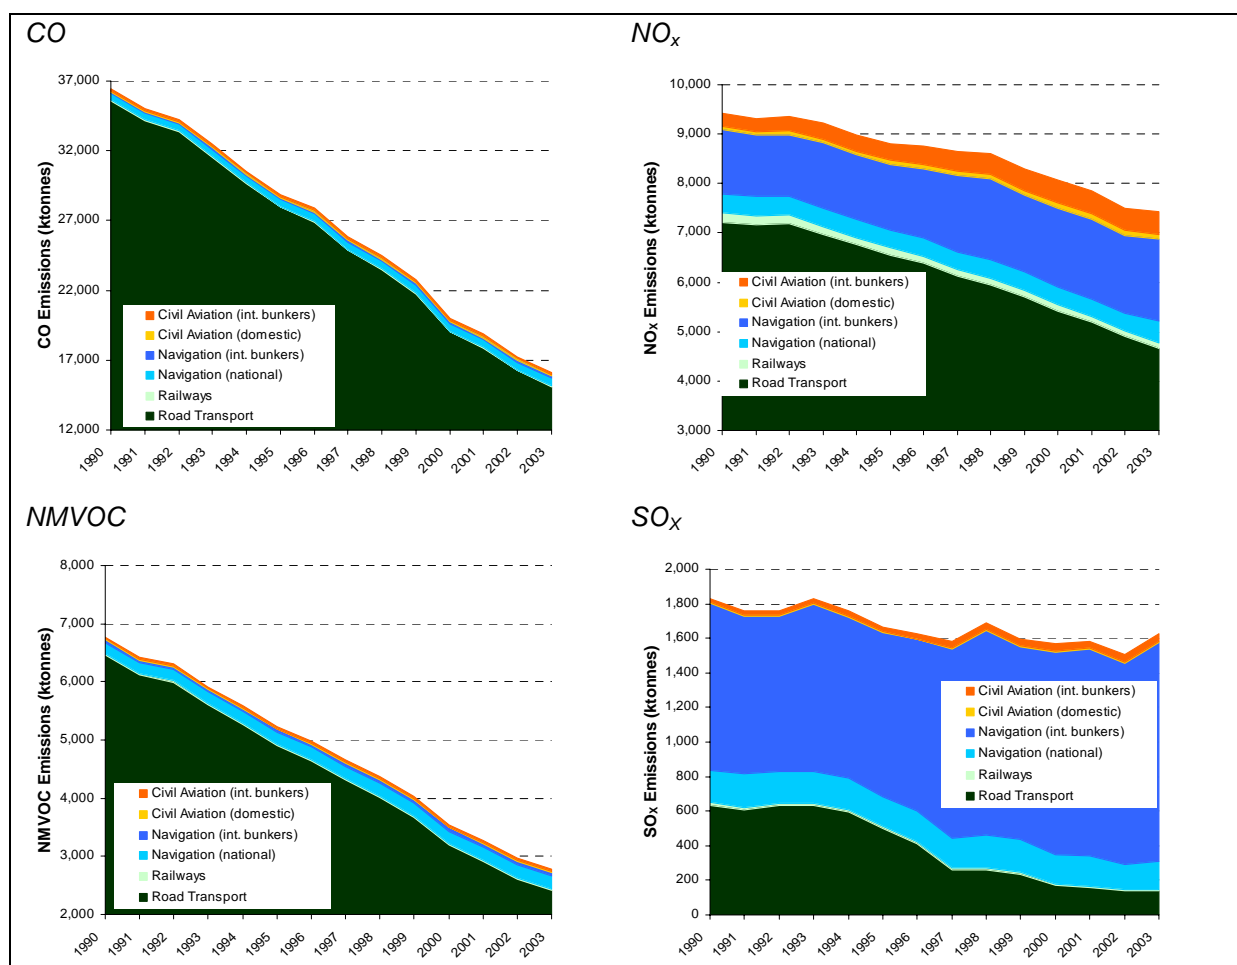 CO
37,000
32,000
27,000
22,000
17,000
12,000
CO Emissions (ktonnes)
Civil Aviation (int. bunkers)
Civil Aviation (domestic)
Navigation (int. bunkers)
Navigation (national)
Railways
Road Transport
1990
1991
1992
1993
1994
1995
1996
1997
1998
1999
2000
2001
2002
2003
NOx
10,000
9,000
8,000
7,000
6,000
5,000
4,000
3,000
NOX Emissions (ktonnes)
Civil Aviation (int. bunkers)
Civil Aviation (domestic)
Navigation (int. bunkers)
Navigation (national)
Railways
Road Transport
1990
1991
1992
1993
1994
1995
1996
1997
1998
1999
2000
2001
2002
2003
NMVOC
8,000
7,000
6,000
5,000
4,000
3,000
2,000
NMVOC Emissions (ktonnes)
Civil Aviation (int. bunkers)
Civil Aviation (domestic)
Navigation (int. bunkers)
Navigation (national)
Railways
Road Transport
1990
1991
1992
1993
1994
1995
1996
1997
1998
1999
2000
2001
2002
2003
SOX
2,000
1,800
1,600
1,400
1,200
1,000
800
600
400
200
0
SOX Emissions (ktonnes)
Civil Aviation (int. bunkers)
Civil Aviation (domestic)
Navigation (int. bunkers)
Navigation (national)
Railways
Road Transport
1990
1991
1992
1993
1994
1995
1996
1997
1998
1999
2000
2001
2002
2003